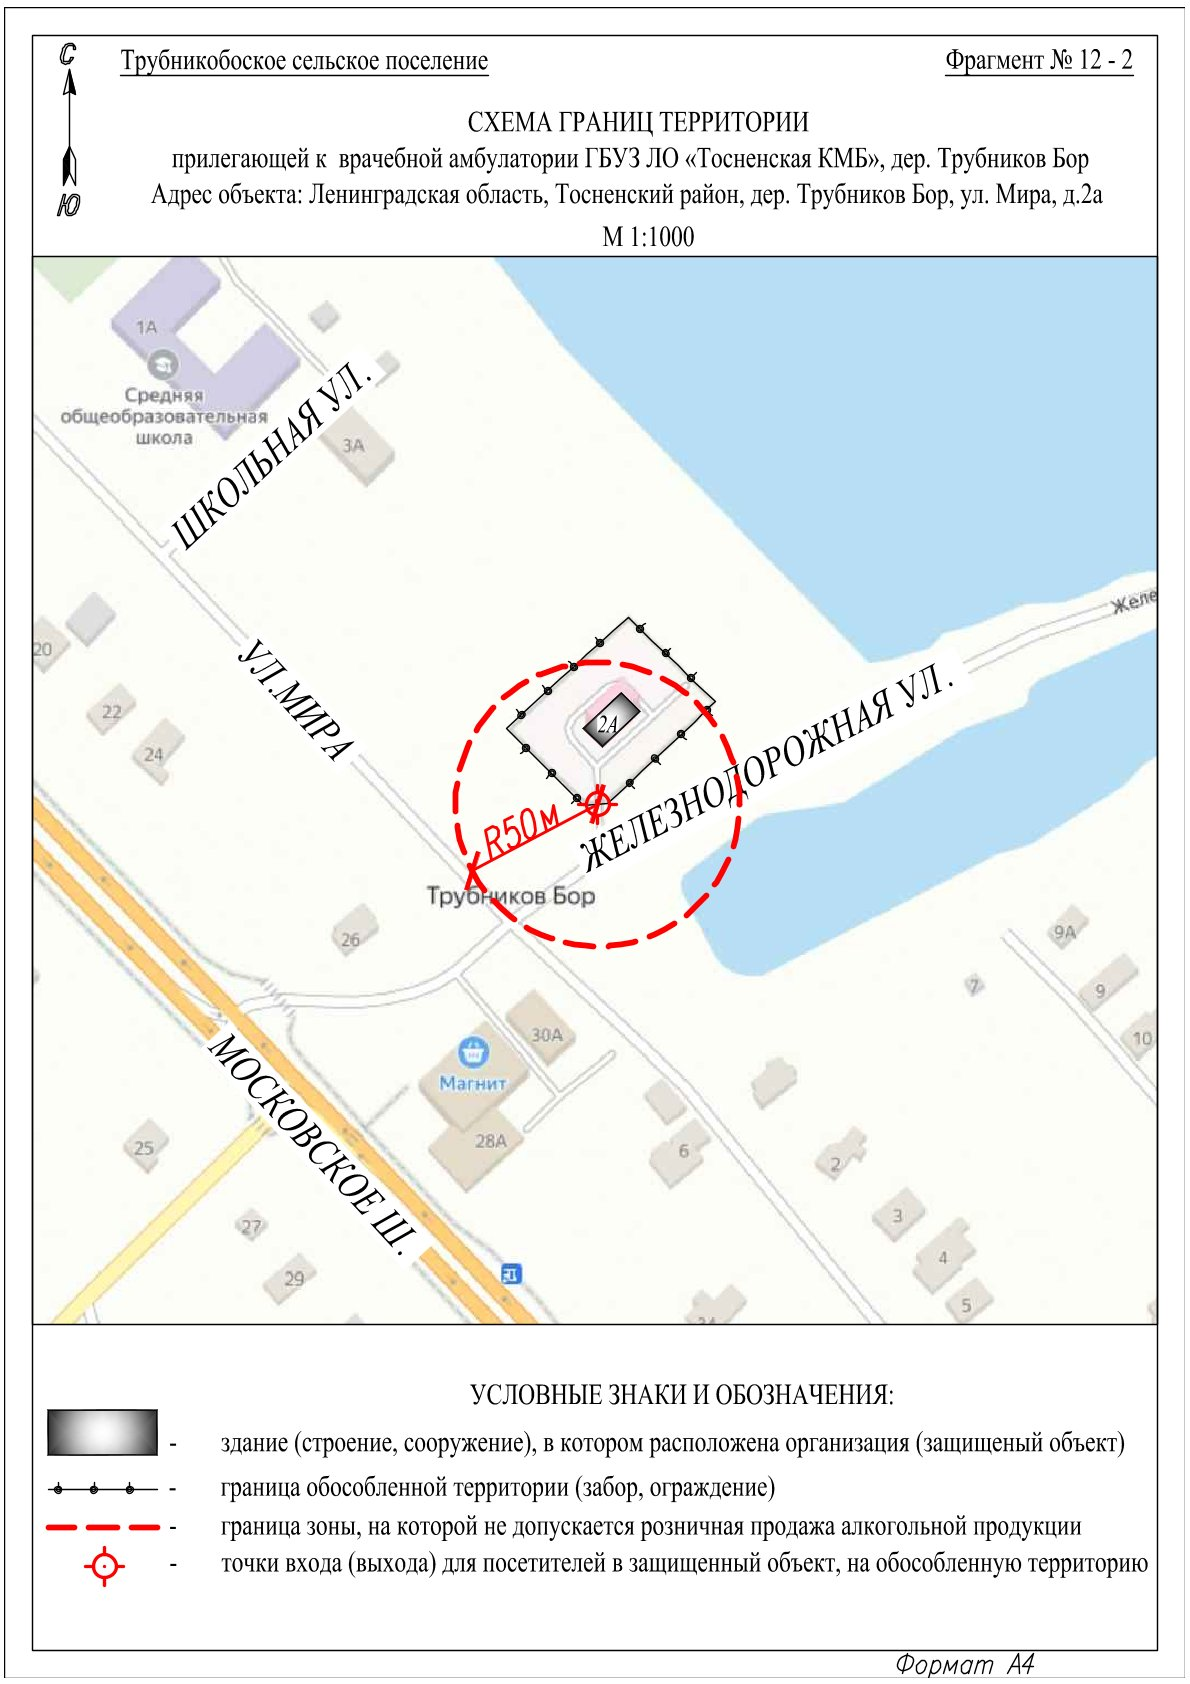 С
Ю
Трубникобоское сельское поселение
Фрагмент № 12 - 2
СХЕМА ГРАНИЦ ТЕРРИТОРИИ
прилегающей к врачебной амбулатории ГБУЗ ЛО «Тосненская КМБ», дер. Трубников Бор
Адрес объекта: Ленинградская область, Тосненский район, дер. Трубников Бор, ул. Мира, д.2а
М 1:1000
1А
Средняя
общеобразовательная
школа
ШКОЛЬНАЯ УЛ.
3А
Желе
20
УЛ.МИРА
22
24
2А
ЖЕЛЕЗНОДОРОЖНАЯ УЛ.
R50м
Трубников Бор
26
9А
7
9
10
30А
Магнит
28А
МОСКОВСКОЕ Ш.
25
6
2
27
3
4
29
5
УСЛОВНЫЕ ЗНАКИ И ОБОЗНАЧЕНИЯ:
- здание (строение, сооружение), в котором расположена организация (защищеный объект)
- граница обособленной территории (забор, ограждение)
- граница зоны, на которой не допускается розничная продажа алкогольной продукции
- точки входа (выхода) для посетителей в защищенный объект, на обособленную территорию
Формат А4